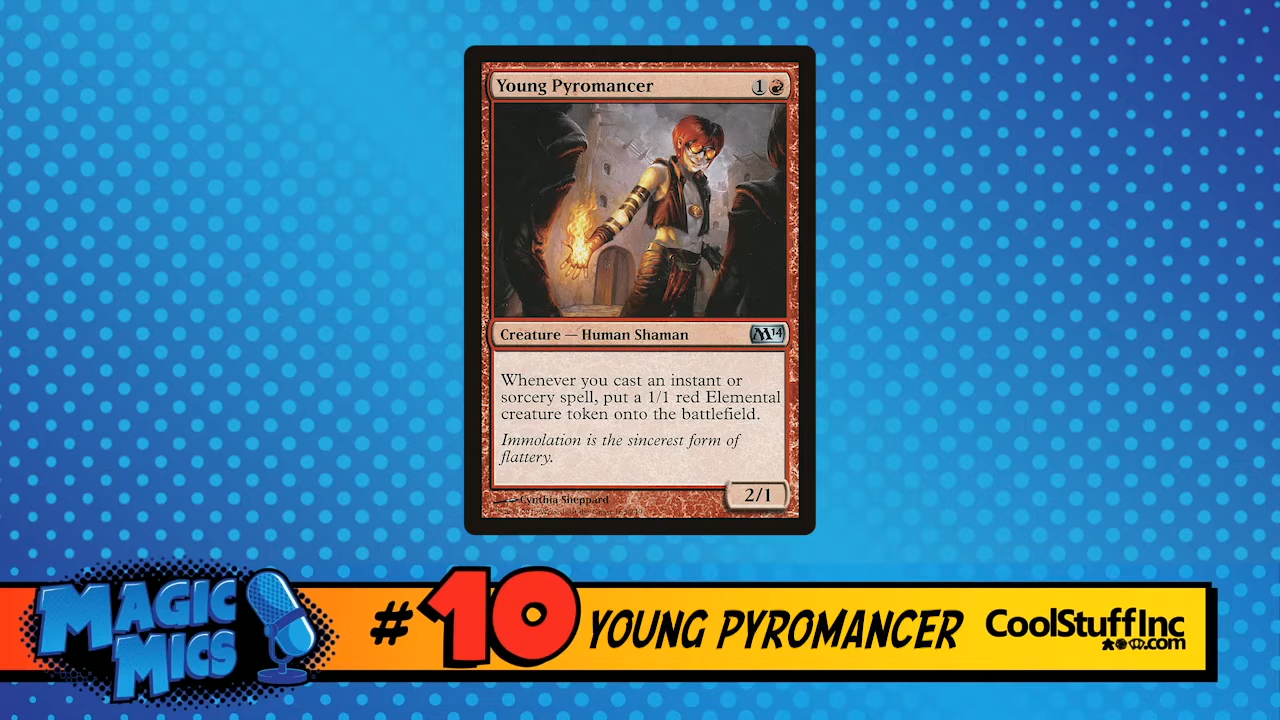 Young Pyromancer 1
Creature — Human Shaman M14
Whenever you cast an instant or
sorcery spell, put a 1/1 red Elemental
creature token onto the battlefield.
Immolation is the sincerest form of
flattery.
2/1
Cynthia Sheppard
MAGIC
MICS
#10 YOUNG PYROMANCER
CoolStuffInc
.com